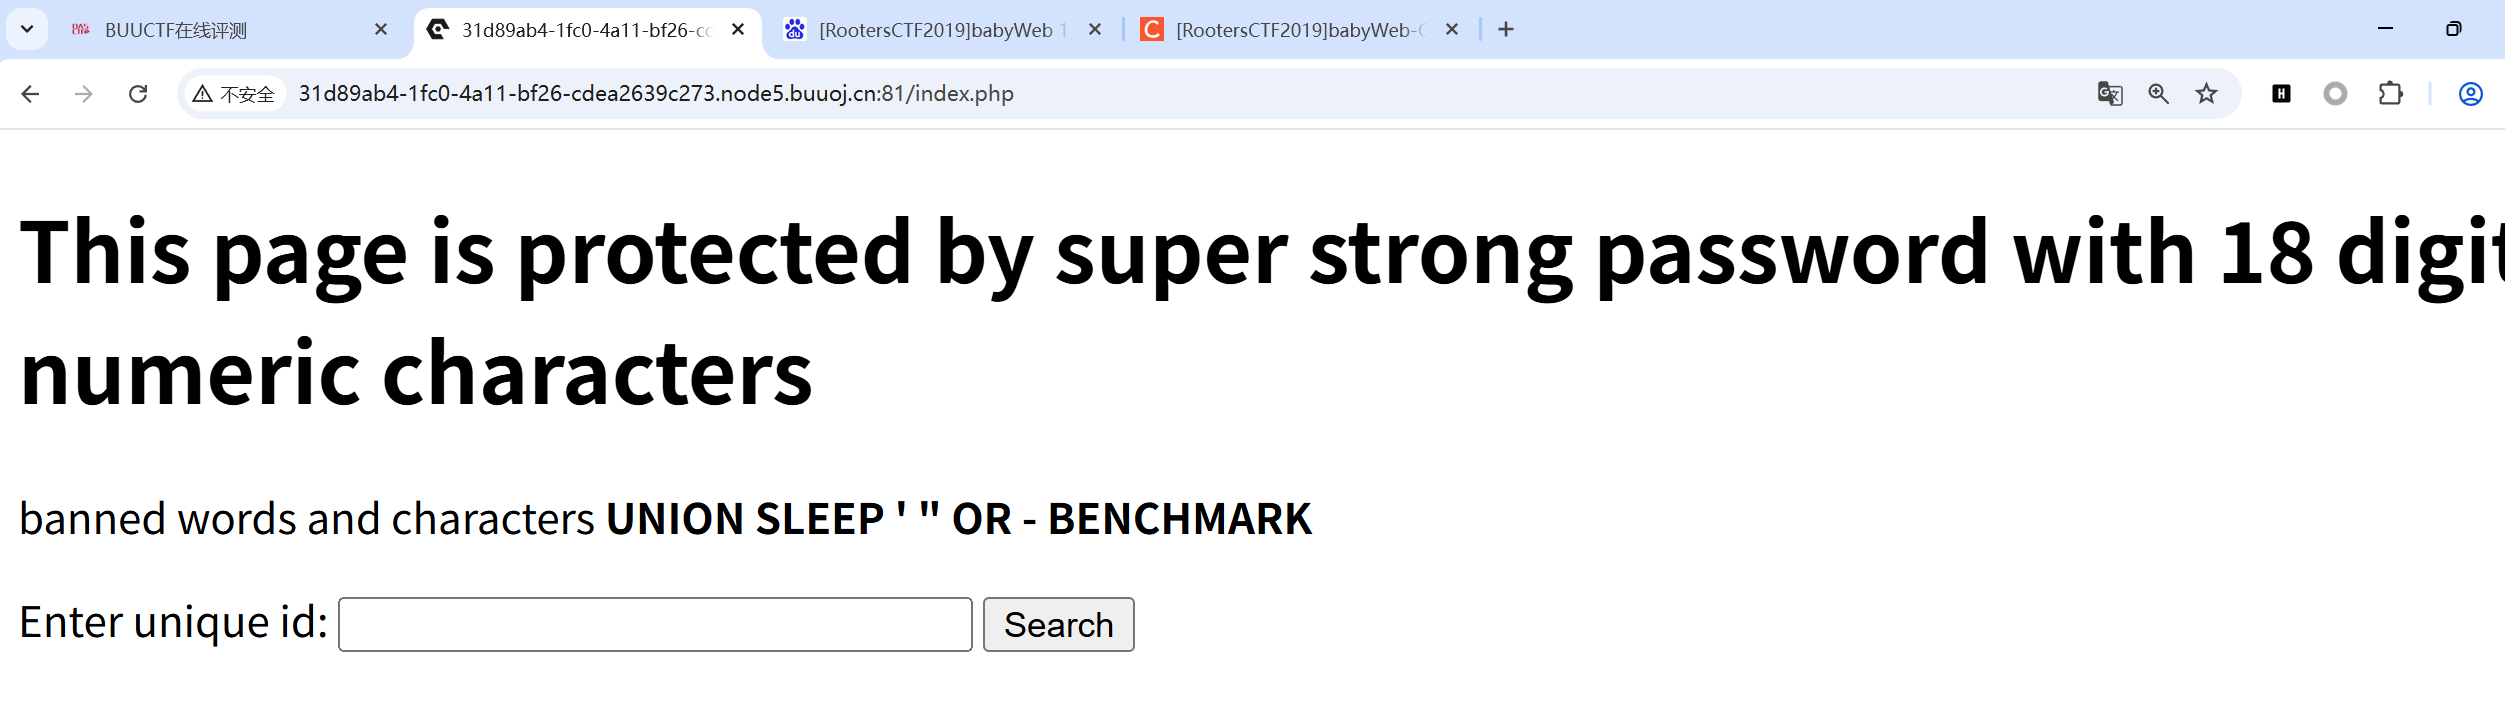 BUUCTF在线评测
31d89ab4-1fc0-4a11-bf26-cc
[RootersCTF2019]babyWeb 1
[RootersCTF2019]babyWeb-C
不安全 31d89ab4-1fc0-4a11-bf26-cdea2639c273.node5.buuoj.cn:81/index.php
This page is protected by super strong password with 18 digit
numeric characters
banned words and characters UNION SLEEP ' " OR - BENCHMARK
Enter unique id: Search